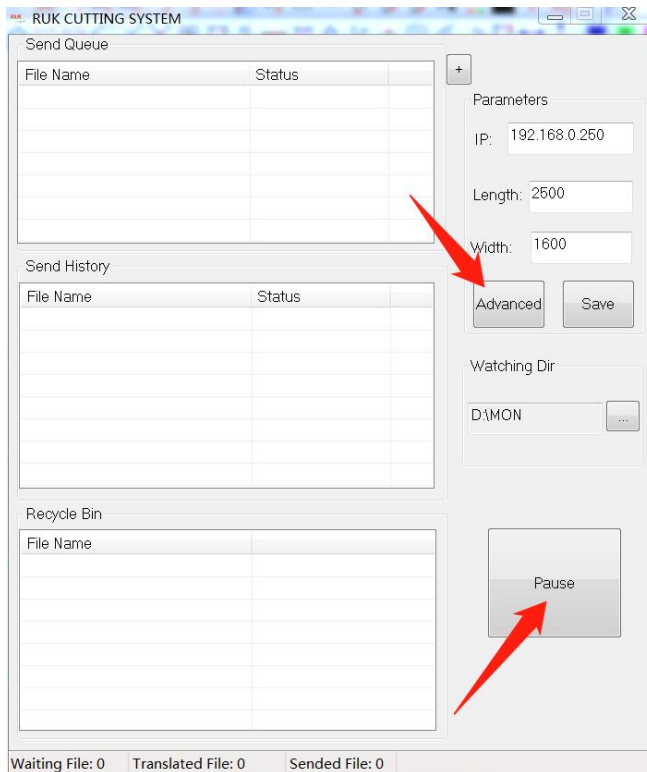 RUK RUK CUTTING SYSTEM
Send Queue
File Name Status
+
Parameters
IP: 192.168.0.250
Length: 2500
Width: 1600
Advanced Save
Send History
File Name Status
Watching Dir
D:\MON ...
Recycle Bin
File Name
Pause
Waiting File: 0 Translated File: 0 Sended File: 0